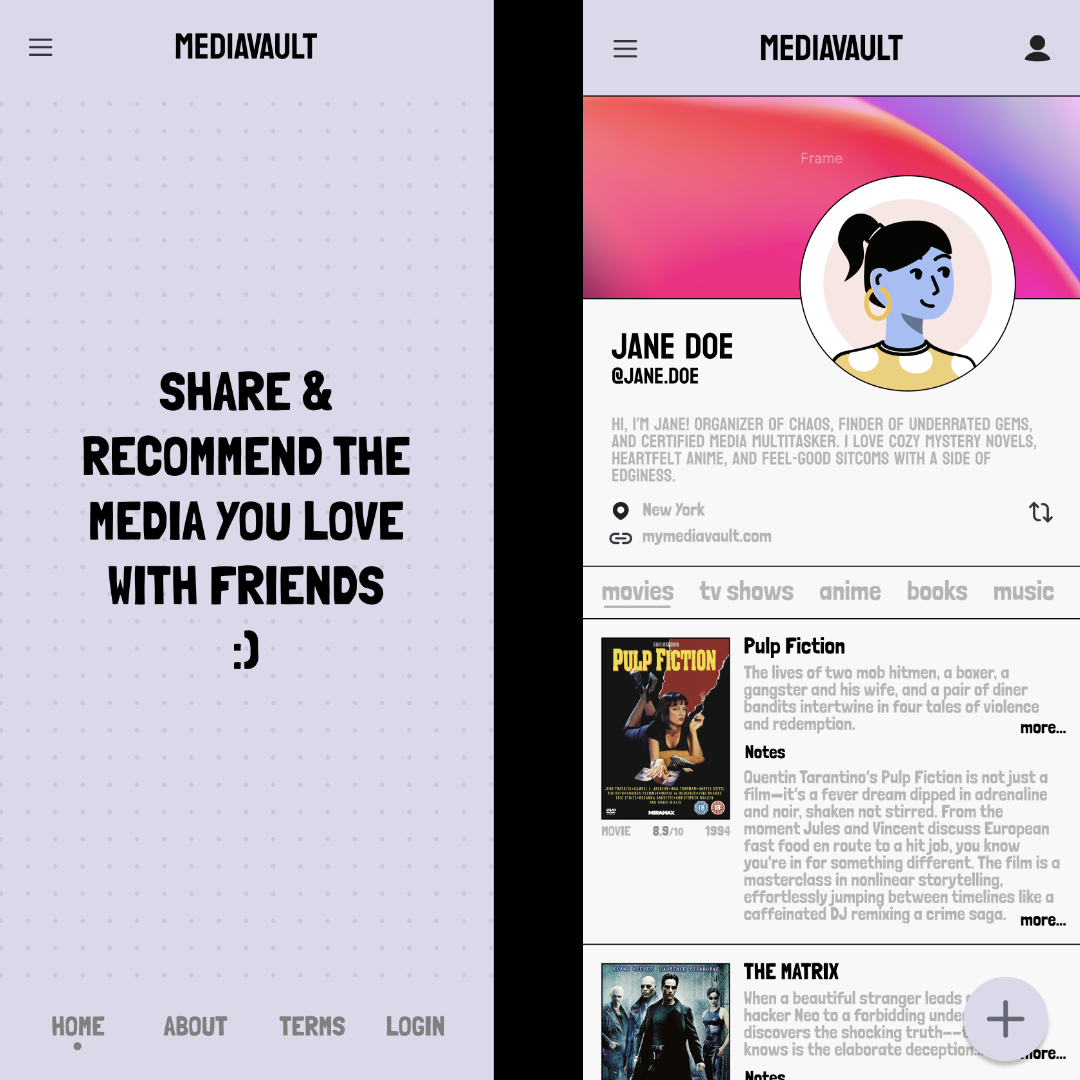 MEDIAVAULT
SHARE &
RECOMMEND THE
MEDIA YOU LOVE
WITH FRIENDS
:)
HOME ABOUT TERMS LOGIN
MEDIAVAULT
Frame
JANE DOE
@JANE.DOE
HI, I'M JANE! ORGANIZER OF CHAOS, FINDER OF UNDERRATED GEMS,
AND CERTIFIED MEDIA MULTITASKER. I LOVE COZY MYSTERY NOVELS,
HEARTFELT ANIME, AND FEEL-GOOD SITCOMS WITH A SIDE OF
EDGINESS.
New York
mymediavault.com
movies tv shows anime books music
PULP FICTION
MIRAMAX
18 18
MOVIE 8.9/10 1994
Pulp Fiction
The lives of two mob hitmen, a boxer, a
gangster and his wife, and a pair of diner
bandits intertwine in four tales of violence
and redemption.
more...
Notes
Quentin Tarantino's Pulp Fiction is not just a
film—it's a fever dream dipped in adrenaline
and noir, shaken not stirred. From the
moment Jules and Vincent discuss European
fast food en route to a hit job, you know
you're in for something different. The film is a
masterclass in nonlinear storytelling,
effortlessly jumping between timelines like a
caffeinated DJ remixing a crime saga.
more...
KEANU REEVES LAURENCE FISHBURNE
THE MATRIX
When a beautiful stranger leads
hacker Neo to a forbidding
discovers the shocking truth--
knows is the elaborate deception...
more...
Notes